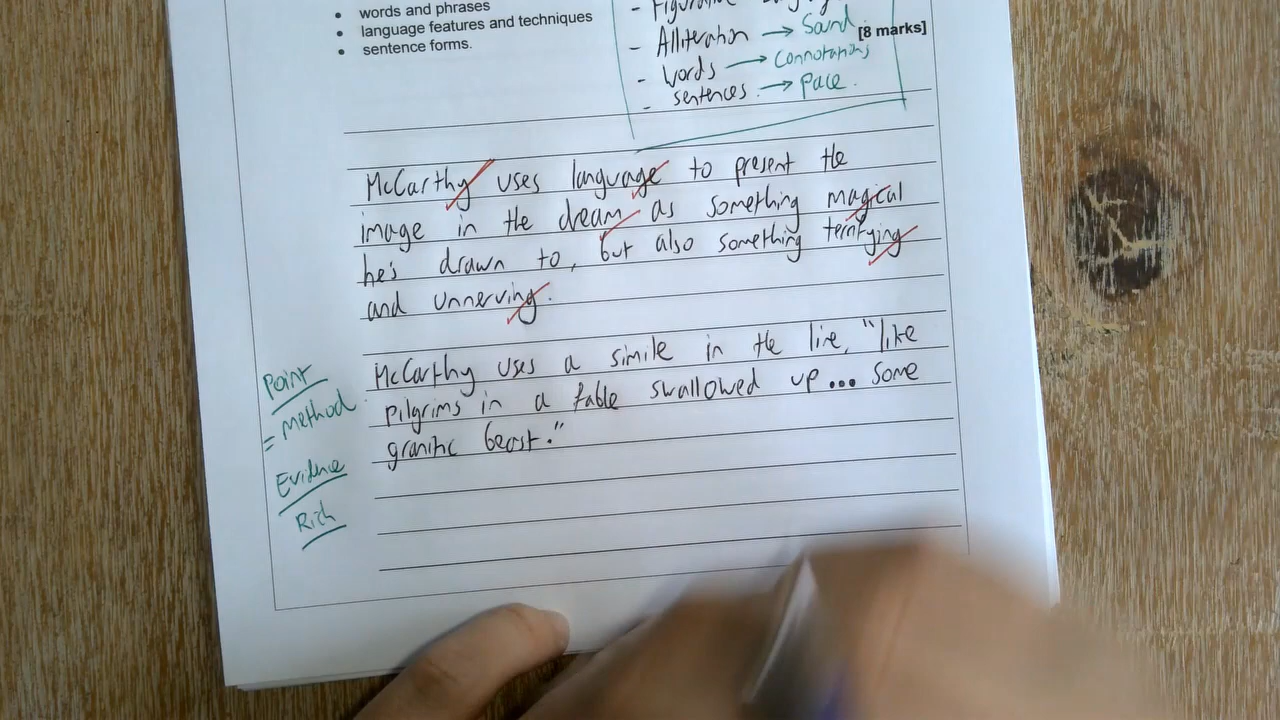 words and phrases
language features and techniques
sentence forms.
- Alliteration → Sound
[8 marks]
- words → Connotations
- sentences → Pace.
McCarthy uses language to present the
image in the dream as something magical
he's drawn to, but also something terrifying
and unnerving.
McCarthy uses a simile in the line, "like
pilgrims in a fable swallowed up... some
granitic beast."
Point
= Method
Evidence
Rich